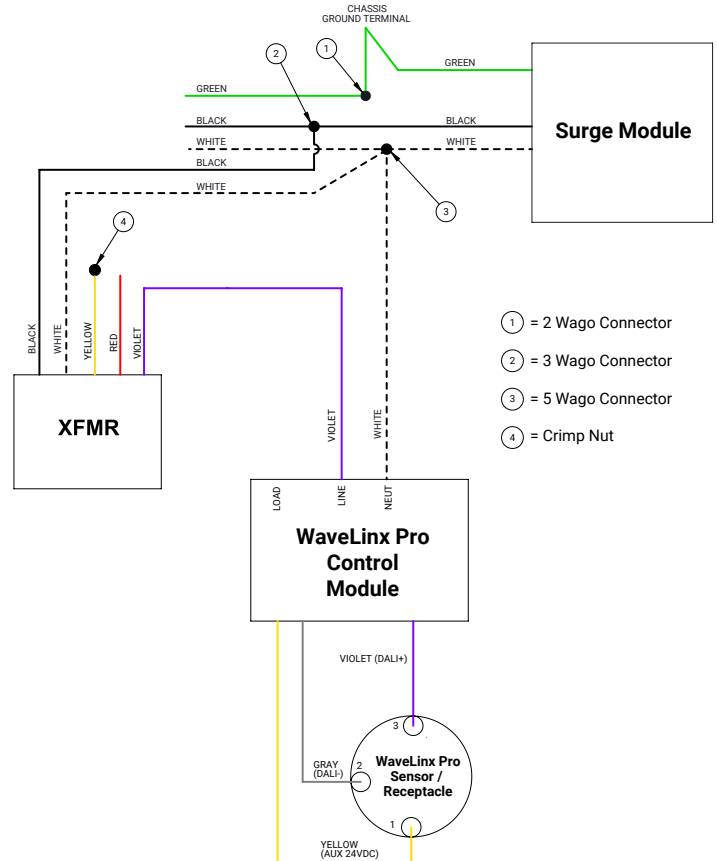 CHASSIS
GROUND TERMINAL
2
1
GREEN
GREEN
BLACK
BLACK
Surge Module
WHITE
WHITE
BLACK
WHITE
3
4
1 = 2 Wago Connector
2 = 3 Wago Connector
3 = 5 Wago Connector
4 = Crimp Nut
BLACK
WHITE
YELLOW
RED
VIOLET
XFMR
VIOLET
WHITE
LOAD
LINE
NEUT
WaveLinx Pro
Control
Module
VIOLET (DALI+)
3
GRAY
(DALI-)
2
WaveLinx Pro
Sensor /
Receptacle
1
YELLOW
(AUX 24VDC)